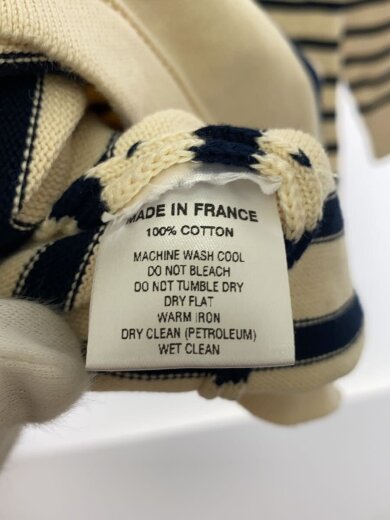 MADE IN FRANCE
100% COTTON
MACHINE WASH COOL
DO NOT BLEACH
DO NOT TUMBLE DRY
DRY FLAT
WARM IRON
DRY CLEAN (PETROLEUM)
WET CLEAN